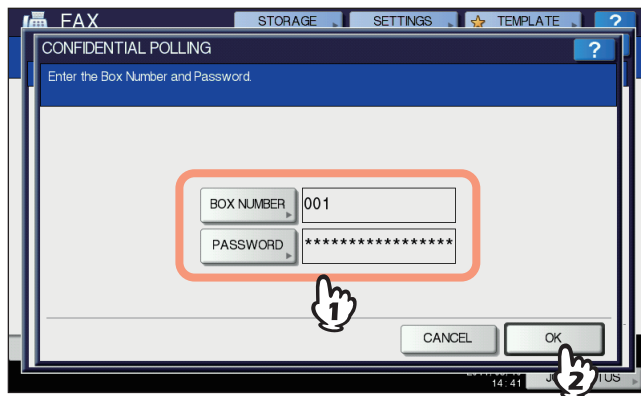 FAX STORAGE SETTINGS TEMPLATE ?
CONFIDENTIAL POLLING ?
Enter the Box Number and Password.
BOX NUMBER 001
PASSWORD *****************
1
CANCEL OK
2
14:41